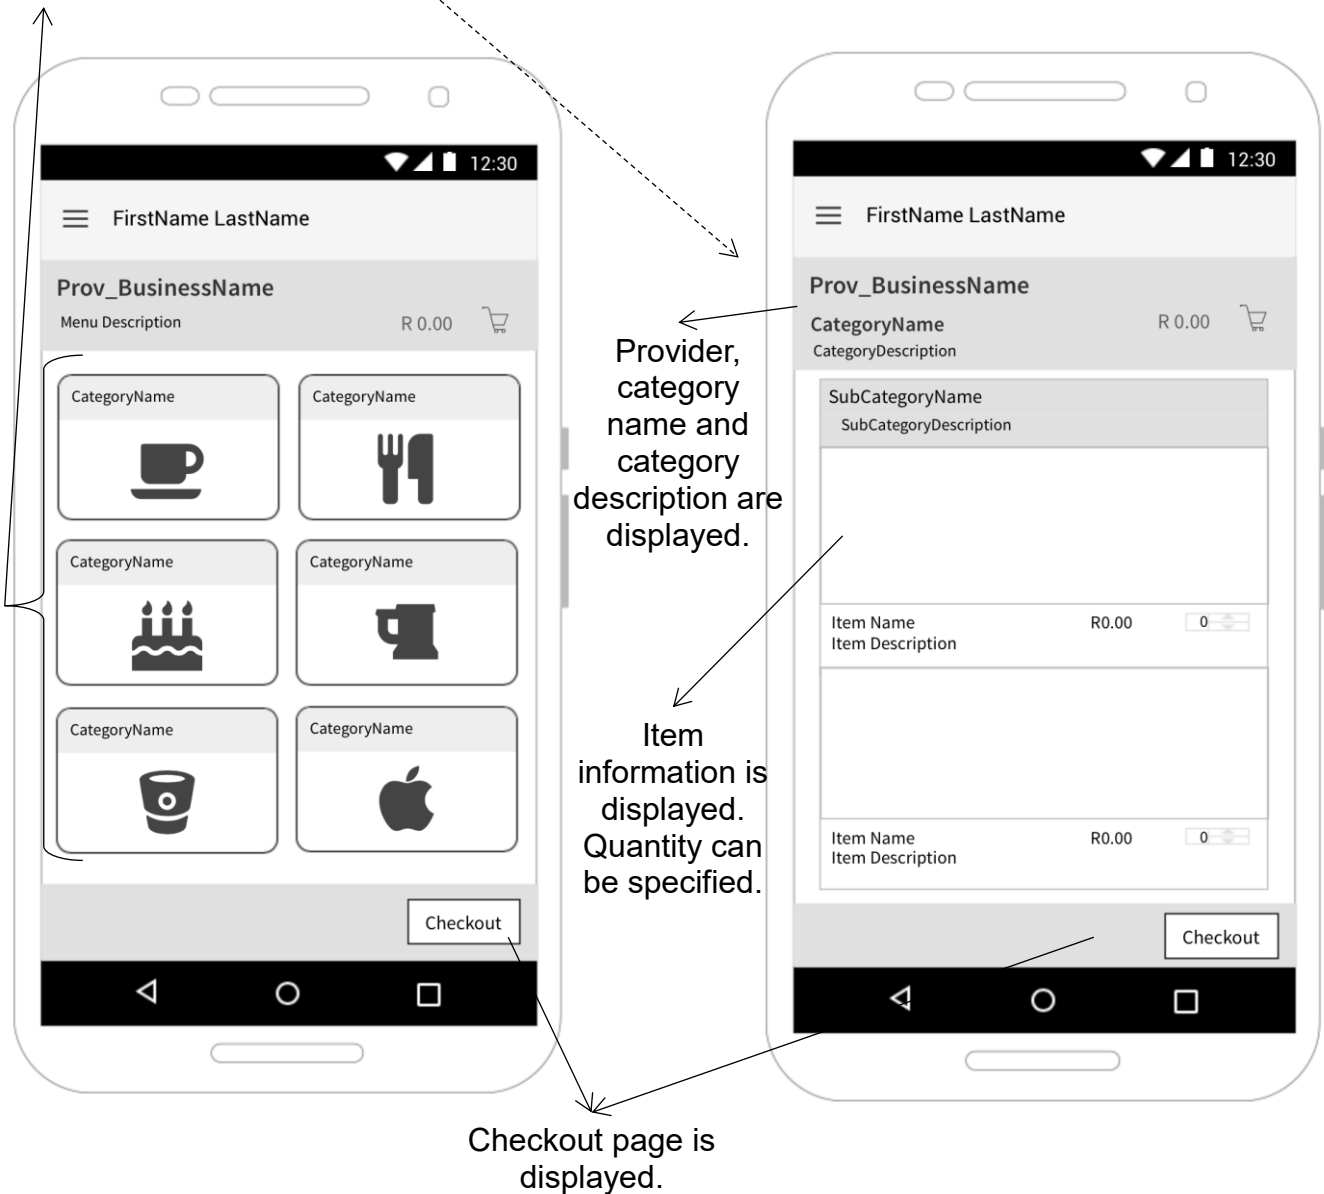 12:30
FirstName LastName
Prov_BusinessName
Menu Description
R 0.00
CategoryName
CategoryName
CategoryName
CategoryName
CategoryName
CategoryName
Checkout
Provider,
category
name and
category
description are
displayed.
Item
information is
displayed.
Quantity can
be specified.
12:30
FirstName LastName
Prov_BusinessName
CategoryName
R 0.00
CategoryDescription
SubCategoryName
SubCategoryDescription
Item Name R0.00 0
Item Description
Item Name R0.00 0
Item Description
Checkout
Checkout page is
displayed.